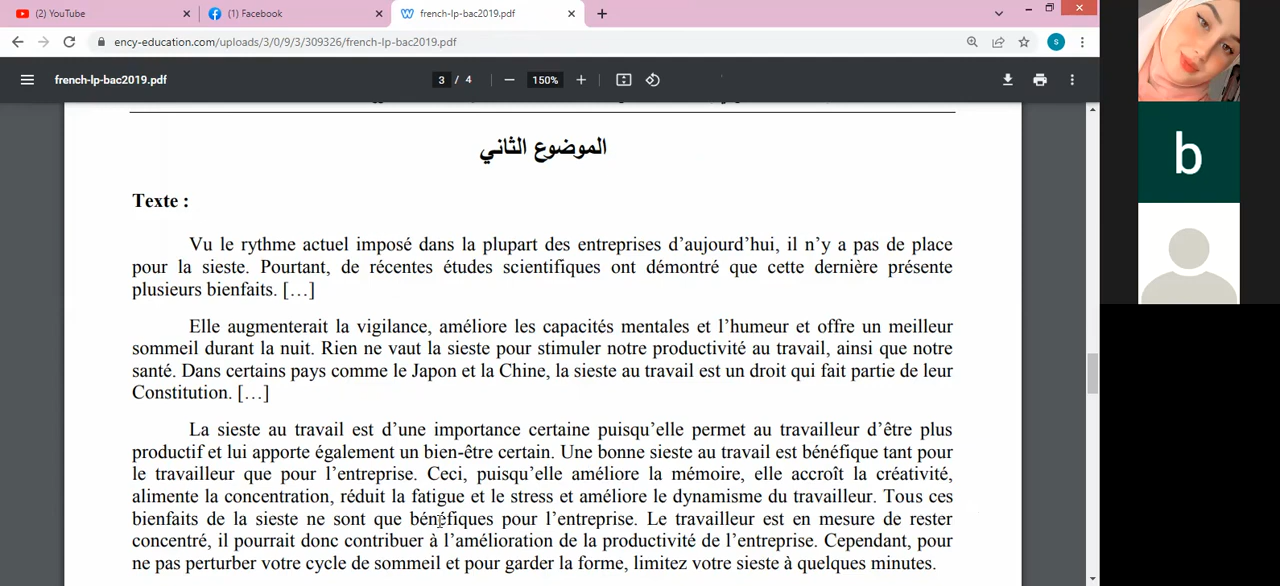 (2) YouTube
(1) Facebook
french-lp-bac2019.pdf
ency-education.com/uploads/3/0/9/3/309326/french-lp-bac2019.pdf
s
french-lp-bac2019.pdf
3 / 4
150%
b
الموضوع الثاني
Texte :
Vu le rythme actuel imposé dans la plupart des entreprises d’aujourd’hui, il n’y a pas de place
pour la sieste. Pourtant, de récentes études scientifiques ont démontré que cette dernière présente
plusieurs bienfaits. […]
Elle augmenterait la vigilance, améliore les capacités mentales et l’humeur et offre un meilleur
sommeil durant la nuit. Rien ne vaut la sieste pour stimuler notre productivité au travail, ainsi que notre
santé. Dans certains pays comme le Japon et la Chine, la sieste au travail est un droit qui fait partie de leur
Constitution. […]
La sieste au travail est d’une importance certaine puisqu’elle permet au travailleur d’être plus
productif et lui apporte également un bien-être certain. Une bonne sieste au travail est bénéfique tant pour
le travailleur que pour l’entreprise. Ceci, puisqu’elle améliore la mémoire, elle accroît la créativité,
alimente la concentration, réduit la fatigue et le stress et améliore le dynamisme du travailleur. Tous ces
bienfaits de la sieste ne sont que bénéfiques pour l’entreprise. Le travailleur est en mesure de rester
concentré, il pourrait donc contribuer à l’amélioration de la productivité de l’entreprise. Cependant, pour
ne pas perturber votre cycle de sommeil et pour garder la forme, limitez votre sieste à quelques minutes.